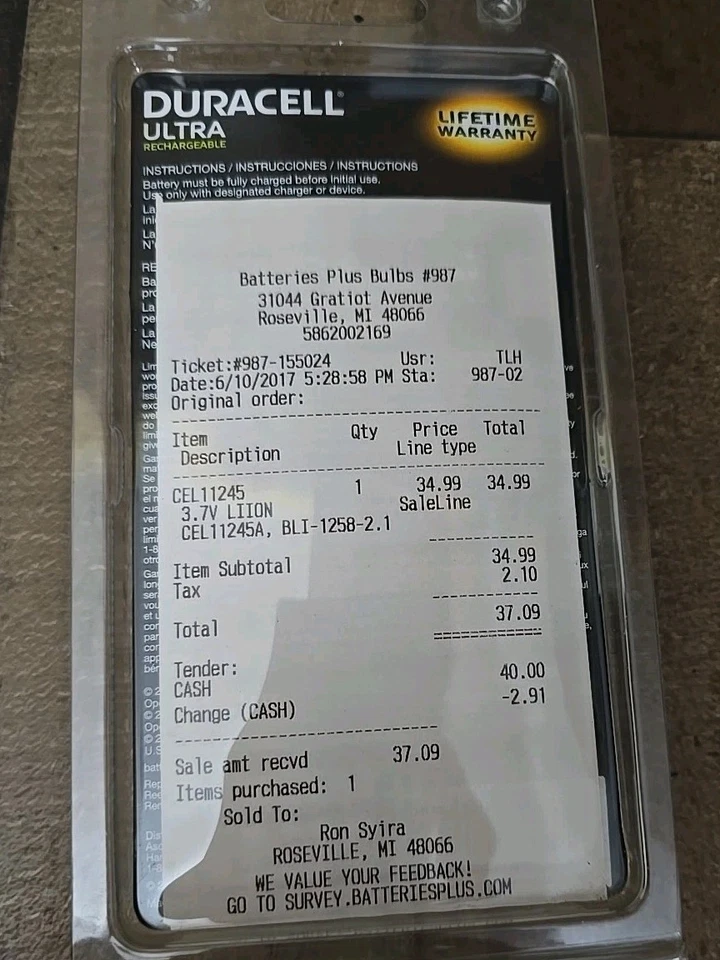 DURACELL®
ULTRA
RECHARGEABLE
LIFETIME
WARRANTY
INSTRUCTIONS / INSTRUCCIONES / INSTRUCTIONS
Battery must be fully charged before initial use.
Use only with designated charger or device.
Batteries Plus Bulbs #987
31044 Gratiot Avenue
Roseville, MI 48066
5862002169
Ticket:#987-155024 Usr: TLH
Date:6/10/2017 5:28:58 PM Sta: 987-02
Original order:
Item Qty Price Total
Description Line type
CEL11245 1 34.99 34.99
3.7V LIION SaleLine
CEL11245A, BLI-1258-2.1
Item Subtotal 34.99
Tax 2.10
Total 37.09
Tender:
CASH 40.00
Change (CASH) -2.91
Sale amt recvd 37.09
Items purchased: 1
Sold To:
Ron Syira
ROSEVILLE, MI 48066
WE VALUE YOUR FEEDBACK!
GO TO SURVEY.BATTERIESPLUS.COM